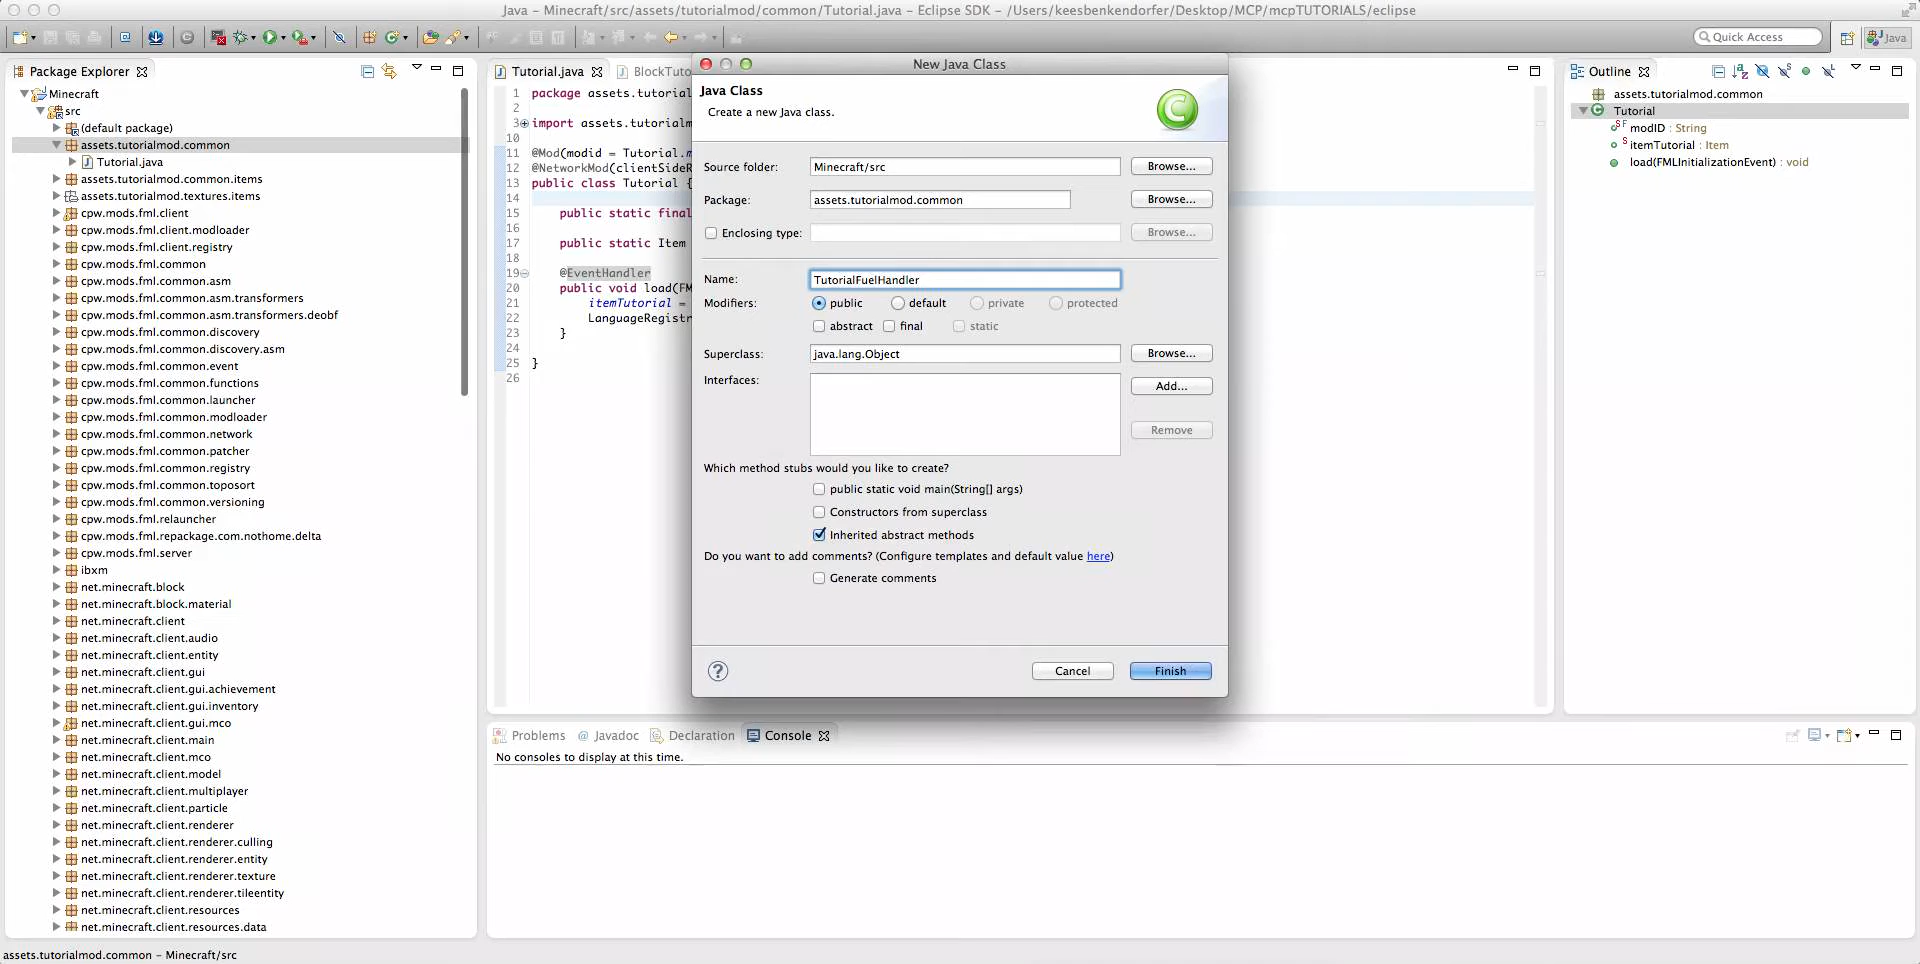 Java – Minecraft/src/assets/tutorialmod/common/Tutorial.java – Eclipse SDK – /Users/keesbenkendorfer/Desktop/MCP/mcpTUTORIALS/eclipse
Quick Access
Java
Package Explorer
Minecraft
src
(default package)
assets.tutorialmod.common
Tutorial.java
assets.tutorialmod.common.items
assets.tutorialmod.textures.items
cpw.mods.fml.client
cpw.mods.fml.client.modloader
cpw.mods.fml.client.registry
cpw.mods.fml.common
cpw.mods.fml.common.asm
cpw.mods.fml.common.asm.transformers
cpw.mods.fml.common.asm.transformers.deobf
cpw.mods.fml.common.discovery
cpw.mods.fml.common.discovery.asm
cpw.mods.fml.common.event
cpw.mods.fml.common.functions
cpw.mods.fml.common.launcher
cpw.mods.fml.common.modloader
cpw.mods.fml.common.network
cpw.mods.fml.common.patcher
cpw.mods.fml.common.registry
cpw.mods.fml.common.toposort
cpw.mods.fml.common.versioning
cpw.mods.fml.relauncher
cpw.mods.fml.repackage.com.nothome.delta
cpw.mods.fml.server
ibxm
net.minecraft.block
net.minecraft.block.material
net.minecraft.client
net.minecraft.client.audio
net.minecraft.client.entity
net.minecraft.client.gui
net.minecraft.client.gui.achievement
net.minecraft.client.gui.inventory
net.minecraft.client.gui.mco
net.minecraft.client.main
net.minecraft.client.mco
net.minecraft.client.model
net.minecraft.client.multiplayer
net.minecraft.client.particle
net.minecraft.client.renderer
net.minecraft.client.renderer.culling
net.minecraft.client.renderer.entity
net.minecraft.client.renderer.texture
net.minecraft.client.renderer.tileentity
net.minecraft.client.resources
net.minecraft.client.resources.data
assets.tutorialmod.common – Minecraft/src
Tutorial.java
BlockTuto
1 package assets.tutorial
2
3 import assets.tutorialm
10
11 @Mod(modid = Tutorial.m
12 @NetworkMod(clientSideR
13 public class Tutorial {
14
15 public static final
16
17 public static Item
18
19 @EventHandler
20 public void load(FM
21 itemTutorial =
22 LanguageRegistr
23 }
24
25 }
26
New Java Class
Java Class
Create a new Java class.
Source folder: Minecraft/src Browse...
Package: assets.tutorialmod.common Browse...
Enclosing type: Browse...
Name: TutorialFuelHandler
Modifiers: public default private protected
abstract final static
Superclass: java.lang.Object Browse...
Interfaces: Add...
Remove
Which method stubs would you like to create?
public static void main(String[] args)
Constructors from superclass
Inherited abstract methods
Do you want to add comments? (Configure templates and default value here)
Generate comments
? Cancel Finish
Outline
assets.tutorialmod.common
Tutorial
modID : String
itemTutorial : Item
load(FMLInitializationEvent) : void
Problems @ Javadoc Declaration Console
No consoles to display at this time.